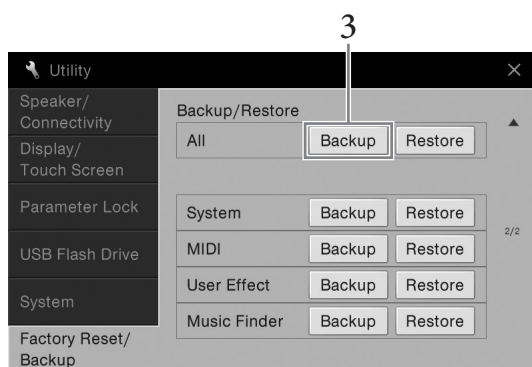 3
Utility
Speaker/
Connectivity
Display/
Touch Screen
Parameter Lock
USB Flash Drive
System
Factory Reset/
Backup
Backup/Restore
All Backup Restore
System Backup Restore
MIDI Backup Restore
User Effect Backup Restore
Music Finder Backup Restore
2/2